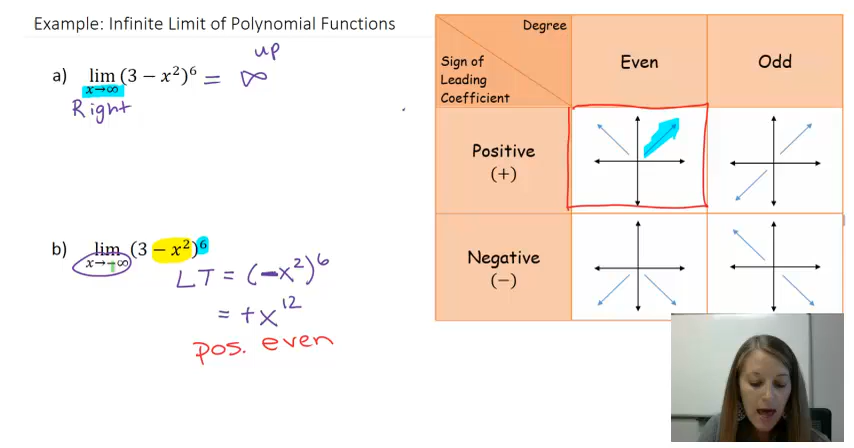 Example: Infinite Limit of Polynomial Functions
a) lim (3 − x²)⁶ = ∞ up
x→∞
Right
b) lim (3 − x²)⁶
x→−∞
LT = (−x²)⁶
= +x¹²
pos. even
Degree
Sign of
Leading
Coefficient
Even
Odd
Positive
(+)
Negative
(−)